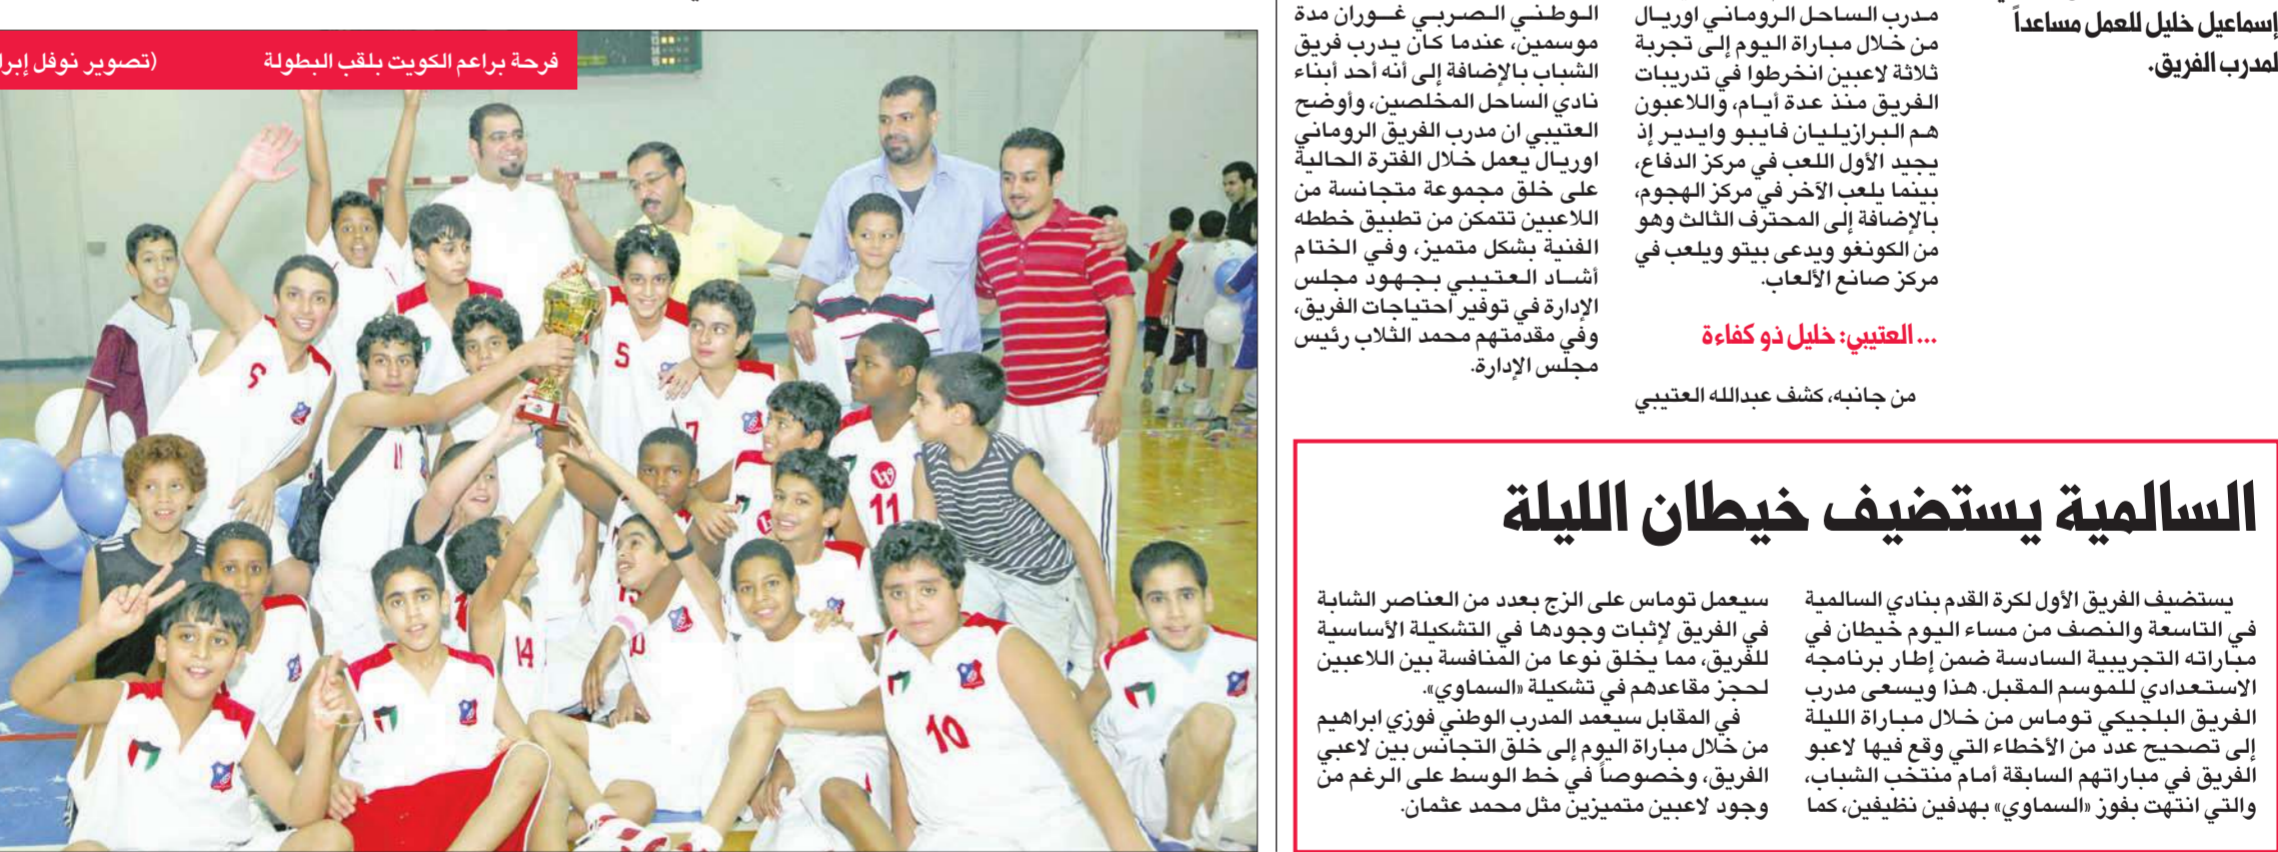 إسماعيل خليل للعمل مساعداً
لمدرب الفريق.
مدرب الساحل الروماني اوريال
من خلال مباراة اليوم إلى تجربة
ثلاثة لاعبين انخرطوا في تدريبات
الفريق منذ عدة أيام، واللاعبون
هم البرازيليان فايبو وايدير إذ
يجيد الأول اللعب في مركز الدفاع،
بينما يلعب الآخر في مركز الهجوم،
بالإضافة إلى المحترف الثالث وهو
من الكونغو ويدعى بيتو ويلعب في
مركز صانع الألعاب.
... العتيبي: خليل ذو كفاءة
من جانبه، كشف عبدالله العتيبي
الوطني الصربي غوران مدة
موسمين، عندما كان يدرب فريق
الشباب بالإضافة إلى أنه أحد أبناء
نادي الساحل المخلصين، وأوضح
العتيبي ان مدرب الفريق الروماني
اوريال يعمل خلال الفترة الحالية
على خلق مجموعة متجانسة من
اللاعبين تتمكن من تطبيق خططه
الفنية بشكل متميز، وفي الختام
أشاد العتيبي بجهود مجلس
الإدارة في توفير احتياجات الفريق،
وفي مقدمتهم محمد الثلاب رئيس
مجلس الإدارة.
فرحة براعم الكويت بلقب البطولة
(تصوير نوفل
5
5
11
7
11
14
10
السالمية يستضيف خيطان الليلة
يستضيف الفريق الأول لكرة القدم بنادي السالمية
في التاسعة والنصف من مساء اليوم خيطان في
مباراته التجريبية السادسة ضمن إطار برنامجه
الاستعدادي للموسم المقبل. هذا ويسعى مدرب
الفريق البلجيكي توماس من خلال مباراة الليلة
إلى تصحيح عدد من الأخطاء التي وقع فيها لاعبو
الفريق في مباراتهم السابقة أمام منتخب الشباب،
والتي انتهت بفوز «السماوي» بهدفين نظيفين، كما
سيعمل توماس على الزج بعدد من العناصر الشابة
في الفريق لإثبات وجودها في التشكيلة الأساسية
للفريق، مما يخلق نوعا من المنافسة بين اللاعبين
لحجز مقاعدهم في تشكيلة «السماوي».
في المقابل سيعمد المدرب الوطني فوزي ابراهيم
من خلال مباراة اليوم إلى خلق التجانس بين لاعبي
الفريق، وخصوصاً في خط الوسط على الرغم من
وجود لاعبين متميزين مثل محمد عثمان.